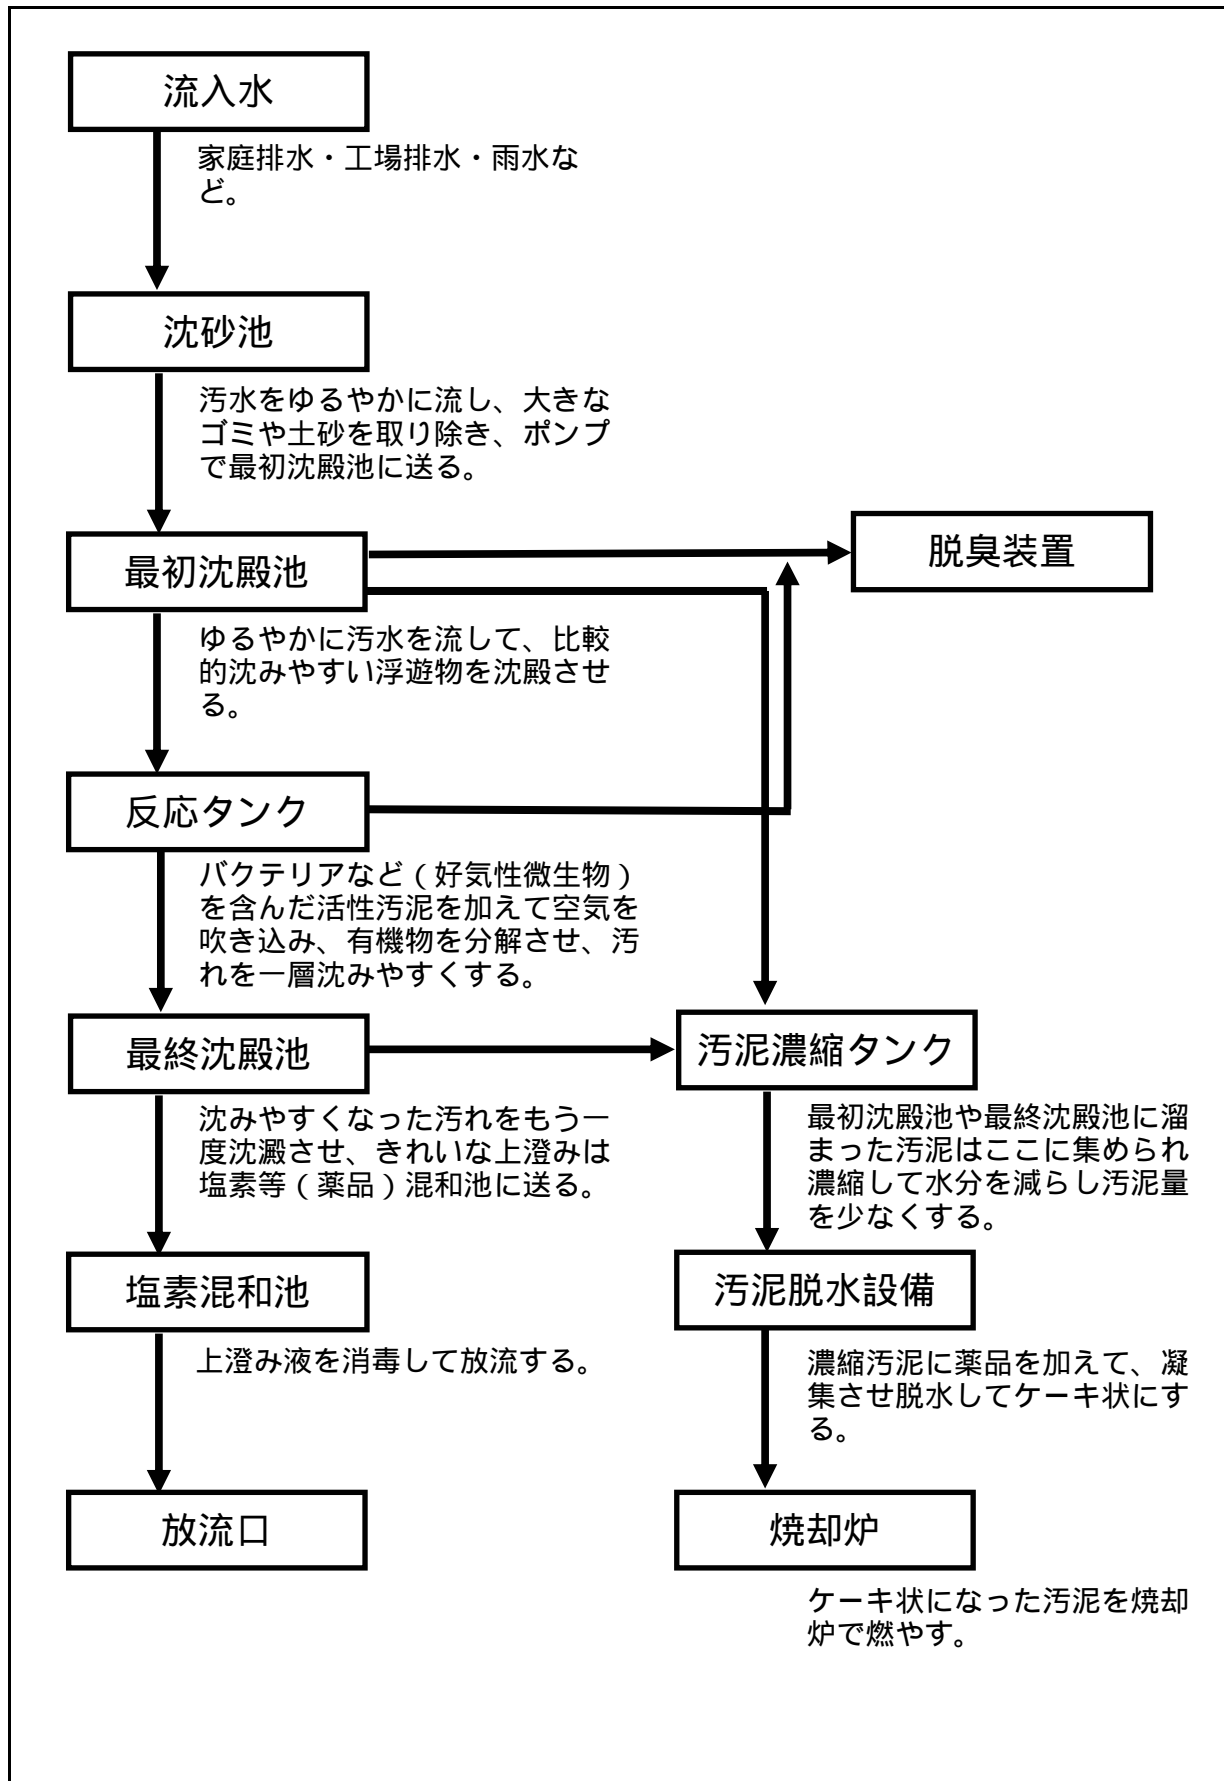 流入水
家庭排水・工場排水・雨水な
ど。
沈砂池
汚水をゆるやかに流し、大きな
ゴミや土砂を取り除き、ポンプ
で最初沈殿池に送る。
最初沈殿池
脱臭装置
ゆるやかに汚水を流して、比較
的沈みやすい浮遊物を沈殿させ
る。
反応タンク
バクテリアなど（好気性微生物）
を含んだ活性汚泥を加えて空気を
吹き込み、有機物を分解させ、汚
れを一層沈みやすくする。
最終沈殿池
沈みやすくなった汚れをもう一
度沈澱させ、きれいな上澄みは
塩素等（薬品）混和池に送る。
汚泥濃縮タンク
最初沈殿池や最終沈殿池に溜
まった汚泥はここに集められ
濃縮して水分を減らし汚泥量
を少なくする。
塩素混和池
上澄み液を消毒して放流する。
汚泥脱水設備
濃縮汚泥に薬品を加えて、凝
集させ脱水してケーキ状にす
る。
放流口
焼却炉
ケーキ状になった汚泥を焼却
炉で燃やす。